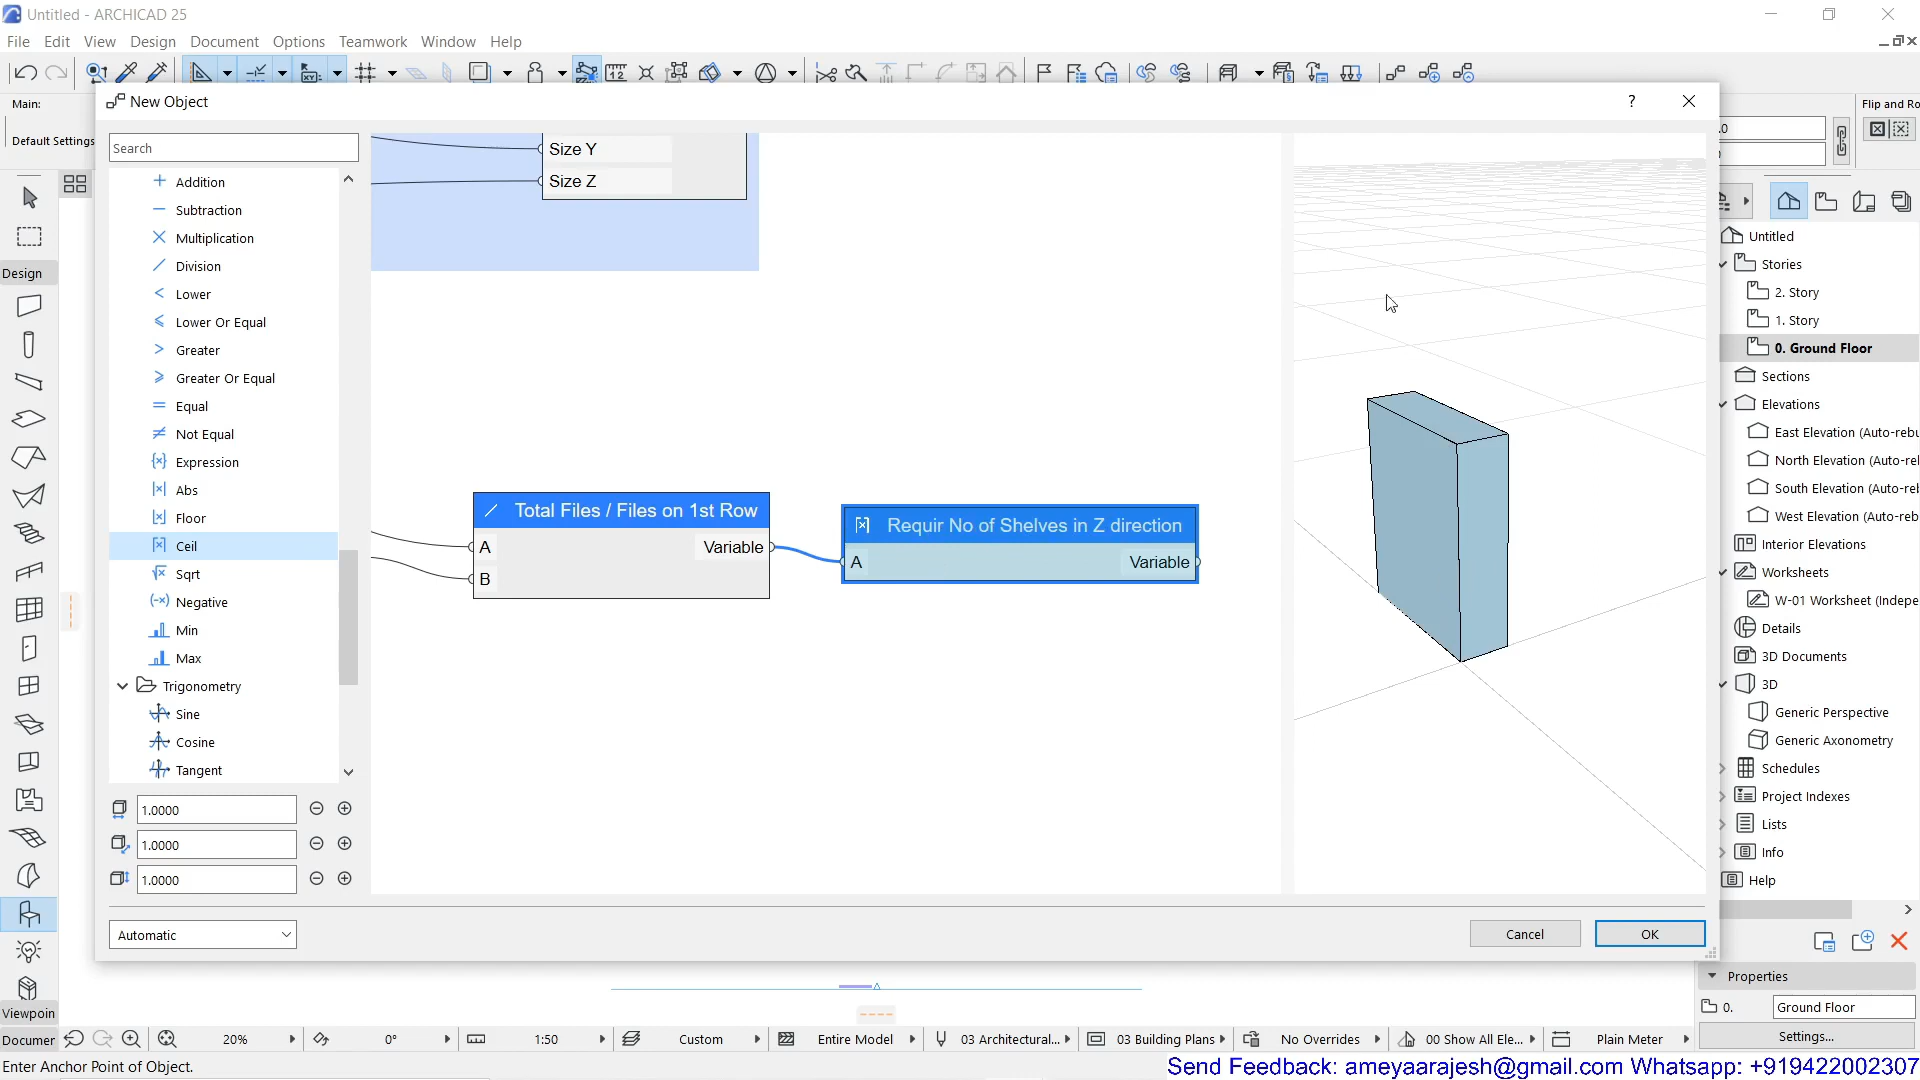 Untitled - ARCHICAD 25
File Edit View Design Document Options Teamwork Window Help
Main:
Default Settings
Flip and Ro
.0
New Object
?
Search
Addition
Subtraction
Multiplication
Division
Lower
Lower Or Equal
Greater
Greater Or Equal
Equal
Not Equal
Expression
Abs
Floor
Ceil
Sqrt
Negative
Min
Max
Trigonometry
Sine
Cosine
Tangent
1.0000
1.0000
1.0000
Automatic
Size Y
Size Z
Total Files / Files on 1st Row
A Variable
B
Requir No of Shelves in Z direction
A Variable
Cancel OK
Design
Viewpoin
Docume
Untitled
Stories
2. Story
1. Story
0. Ground Floor
Sections
Elevations
East Elevation (Auto-rebu
North Elevation (Auto-rel
South Elevation (Auto-rel
West Elevation (Auto-reb
Interior Elevations
Worksheets
W-01 Worksheet (Indepe
Details
3D Documents
3D
Generic Perspective
Generic Axonometry
Schedules
Project Indexes
Lists
Info
Help
Properties
0. Ground Floor
Settings...
20% 0° 1:50 Custom Entire Model 03 Architectural... 03 Building Plans No Overrides 00 Show All Ele... Plain Meter
Enter Anchor Point of Object.
Send Feedback: ameyaarajesh@gmail.com Whatsapp: +919422002307